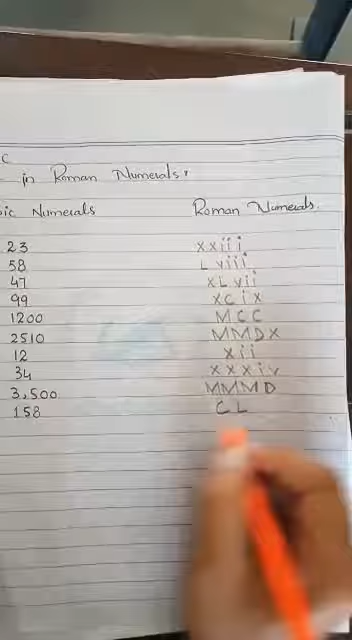 C
in Roman Numerals.
ic Numerals Roman Numerals.
23 xxiii
58 Lviii
47 XLvii
99 XCix
1200 MCC
2510 MMDX
12 xii
34 xxxiv
3,500 MMMD
158 CL